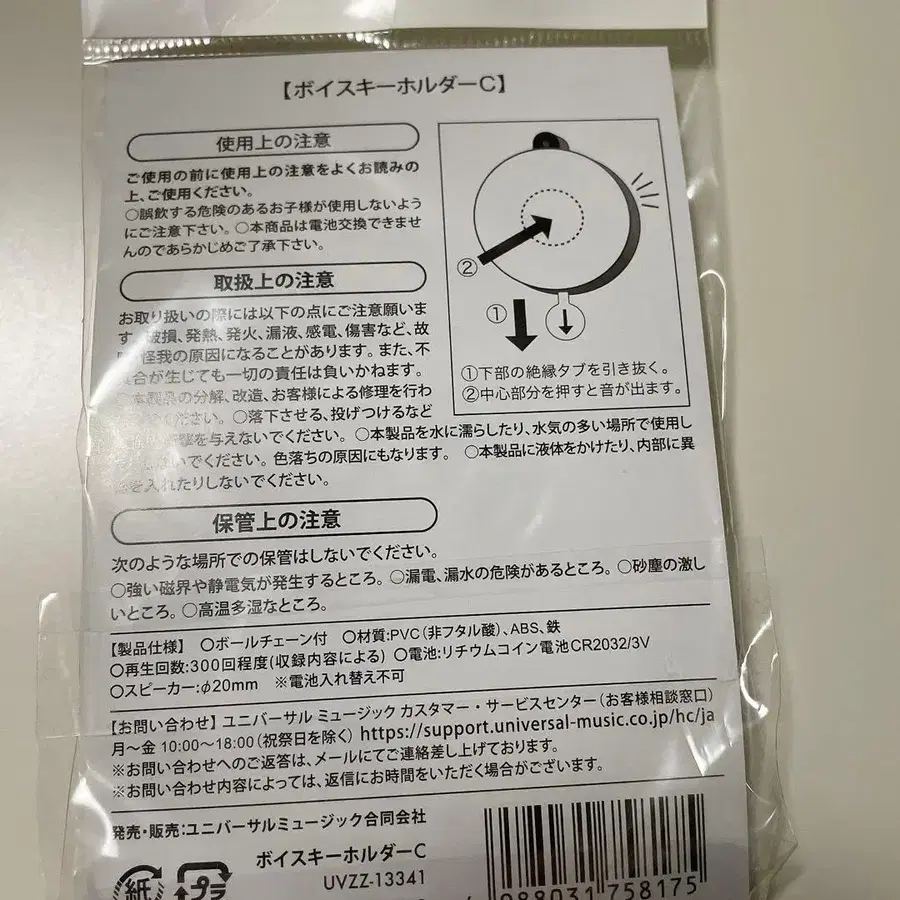 【ボイスキーホルダーC】
使用上の注意
ご使用の前に使用上の注意をよくお読みの
上、ご使用ください。
○誤飲する危険のあるお子様が使用しないよう
にご注意下さい。○本商品は電池交換できませ
んのであらかじめご了承下さい。
②
①
①下部の絶縁タブを引き抜く。
②中心部分を押すと音が出ます。
取扱上の注意
お取り扱いの際には以下の点にご注意願いま
す。破損、発熱、発火、漏液、感電、傷害など、故
怪我の原因になることがあります。また、不
具合が生じても一切の責任は負いかねます。
○本製品の分解、改造、お客様による修理を行わ
ください。○落下させる、投げつけるなど
衝撃を与えないでください。○本製品を水に濡らしたり、水気の多い場所で使用し
ないでください。色落ちの原因にもなります。 ○本製品に液体をかけたり、内部に異
を入れたりしないでください。
保管上の注意
次のような場所での保管はしないでください。
○強い磁界や静電気が発生するところ。○漏電、漏水の危険があるところ。○砂塵の激し
いところ。○高温多湿なところ。
【製品仕様】 ○ボールチェーン付 ○材質:PVC(非フタル酸)、ABS、鉄
○再生回数:300回程度(収録内容による) ○電池:リチウムコイン電池CR2032/3V
○スピーカー:φ20mm ※電池入れ替え不可
【お問い合わせ】ユニバーサル ミュージック カスタマー・サービスセンター(お客様相談窓口)
月～金 10:00～18:00(祝祭日を除く) https://support.universal-music.co.jp/hc/ja
※お問い合わせへのご返答は、メールにてご連絡差し上げております。
※お問い合わせ内容によっては、返信にお時間をいただく場合がございます。
発売・販売:ユニバーサルミュージック合同会社
紙
プラ
ボイスキーホルダーC
UVZZ-13341
988031 758175